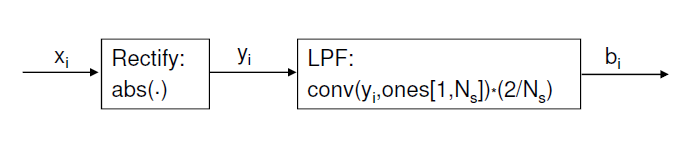 xᵢ
Rectify:
abs(.)
yᵢ
LPF:
conv(yᵢ,ones[1,Nₛ])·(2/Nₛ)
bᵢ